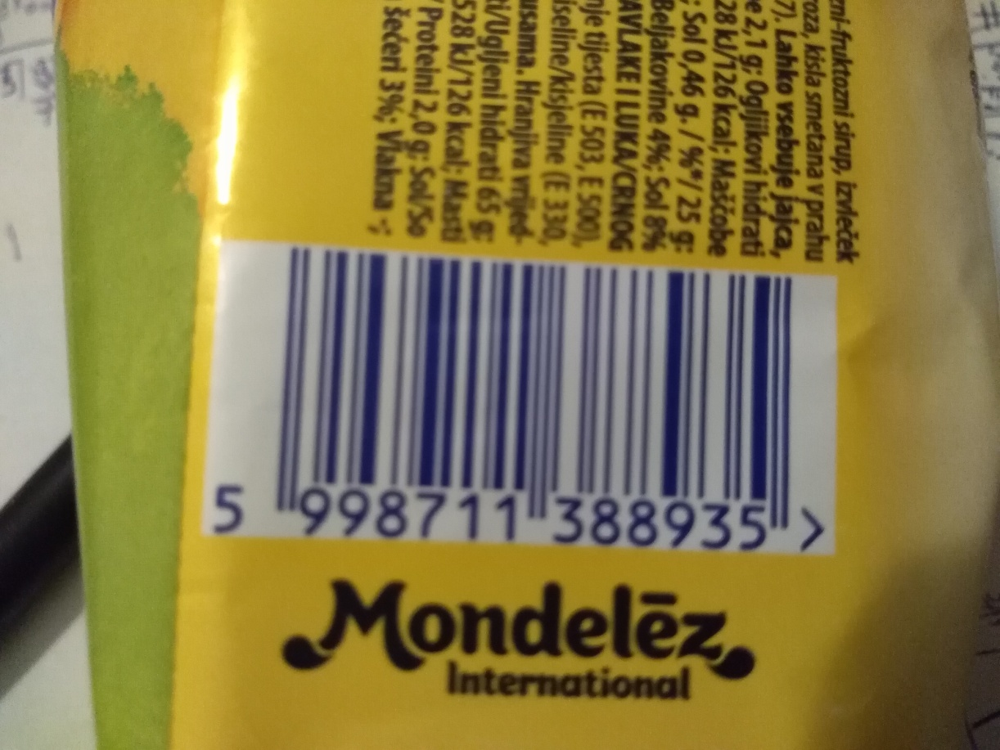 zni-fruktozni sirup, izvleček
roza, kisla smetana v prahu
7). Lahko vsebuje jajca,
e 2,1 g; Ogljikovi hidrati
28 kJ/126 kcal; Maščobe
; Sol 0,46 g. / %*/ 25 g:
Beljakovine 4%; Sol 8%
AVLAKE I LUKA/CRNOG
nje tijesta (E 503, E 500),
iseline/kisjeline (E 330,
usama. Hranjiva vrijed-
ti/Ugljeni hidrati 65 g;
528 kJ/126 kcal; Masti
/ Proteini 2,0 g; Sol/So
šećeri 3%; Vlakna -;
5 998711 388935 >
Mondelēz
International